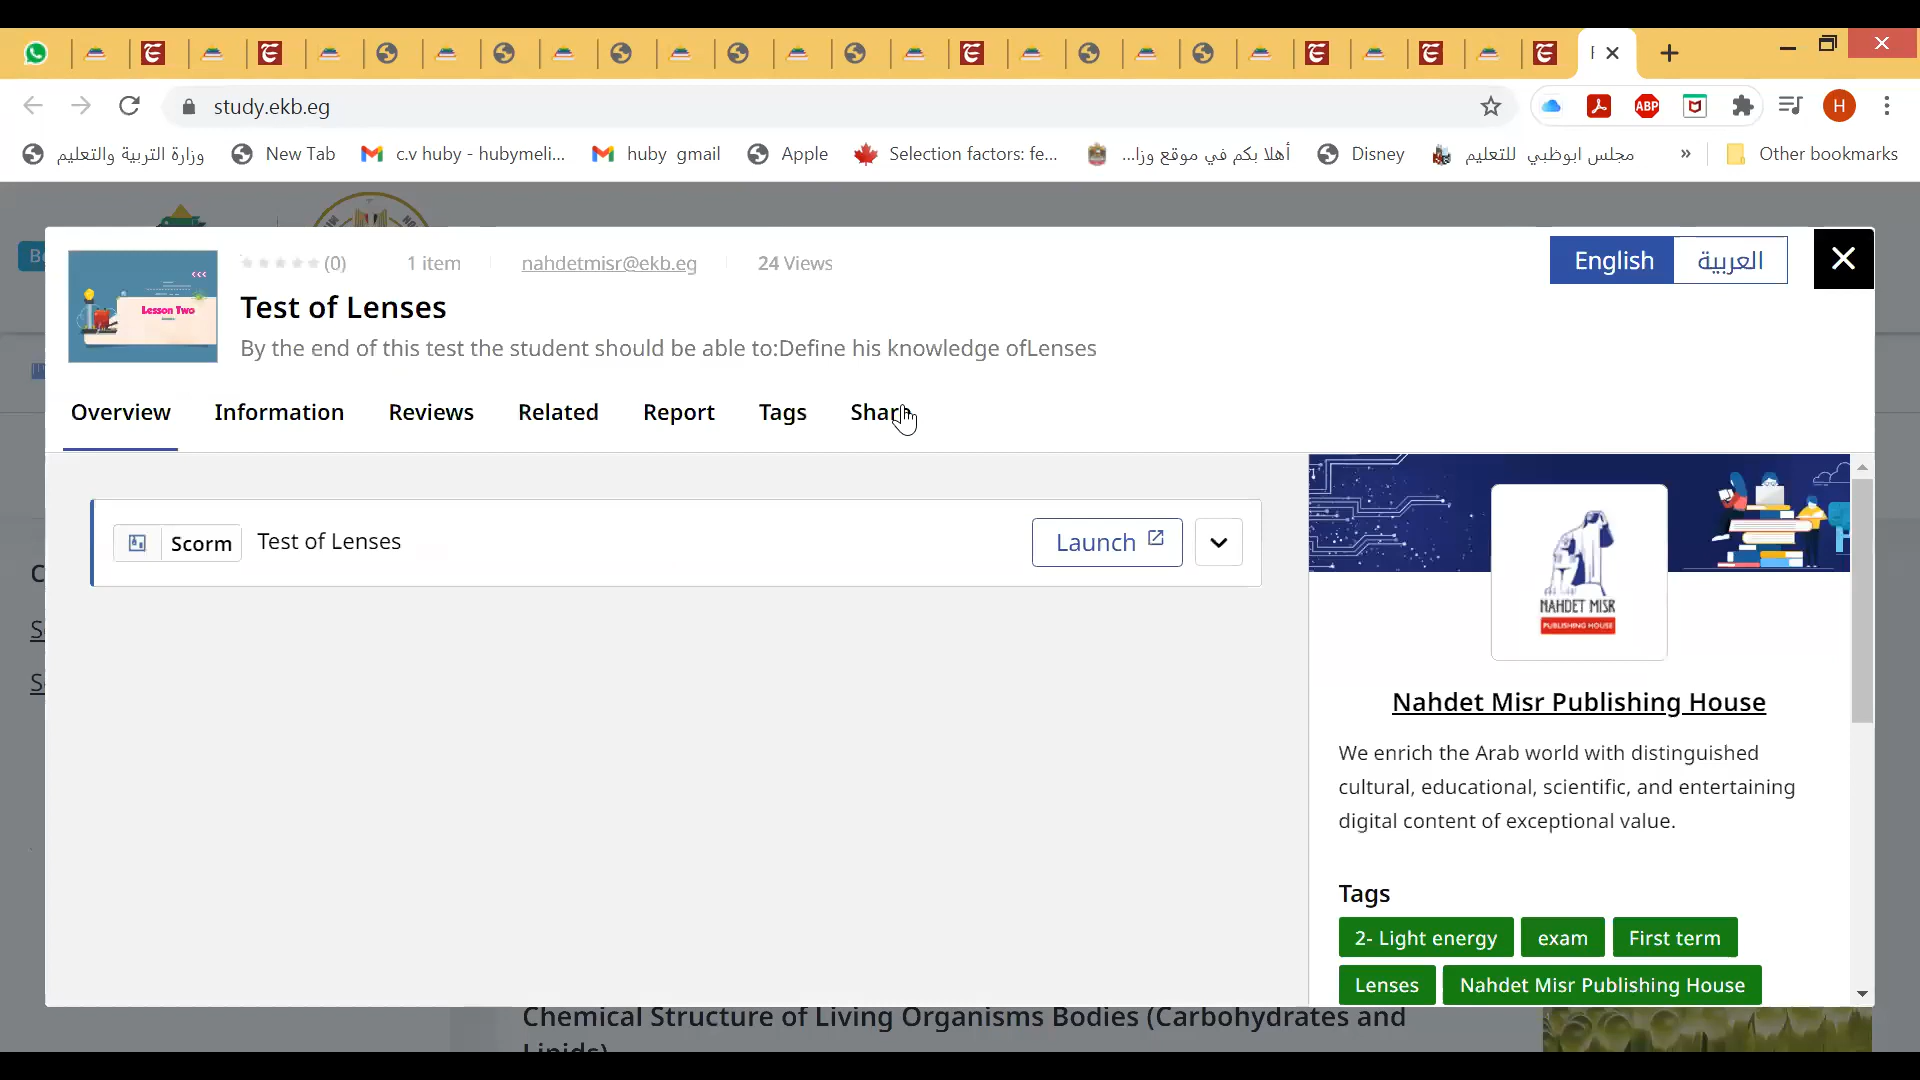 study.ekb.eg
H
وزارة التربية والتعليم
New Tab
c.v huby - hubymeli...
huby gmail
Apple
Selection factors: fe...
أهلا بكم في موقع وزا...
Disney
مجلس ابوظبي للتعليم
»
Other bookmarks
(0)
1 item
nahdetmisr@ekb.eg
24 Views
English
العربية
Lesson Two
Test of Lenses
By the end of this test the student should be able to:Define his knowledge ofLenses
Overview
Information
Reviews
Related
Report
Tags
Share
Scorm
Test of Lenses
Launch
NAHDET MISR
PUBLISHING HOUSE
Nahdet Misr Publishing House
We enrich the Arab world with distinguished
cultural, educational, scientific, and entertaining
digital content of exceptional value.
Tags
2- Light energy
exam
First term
Lenses
Nahdet Misr Publishing House
Chemical Structure of Living Organisms Bodies (Carbohydrates and
Lipids)